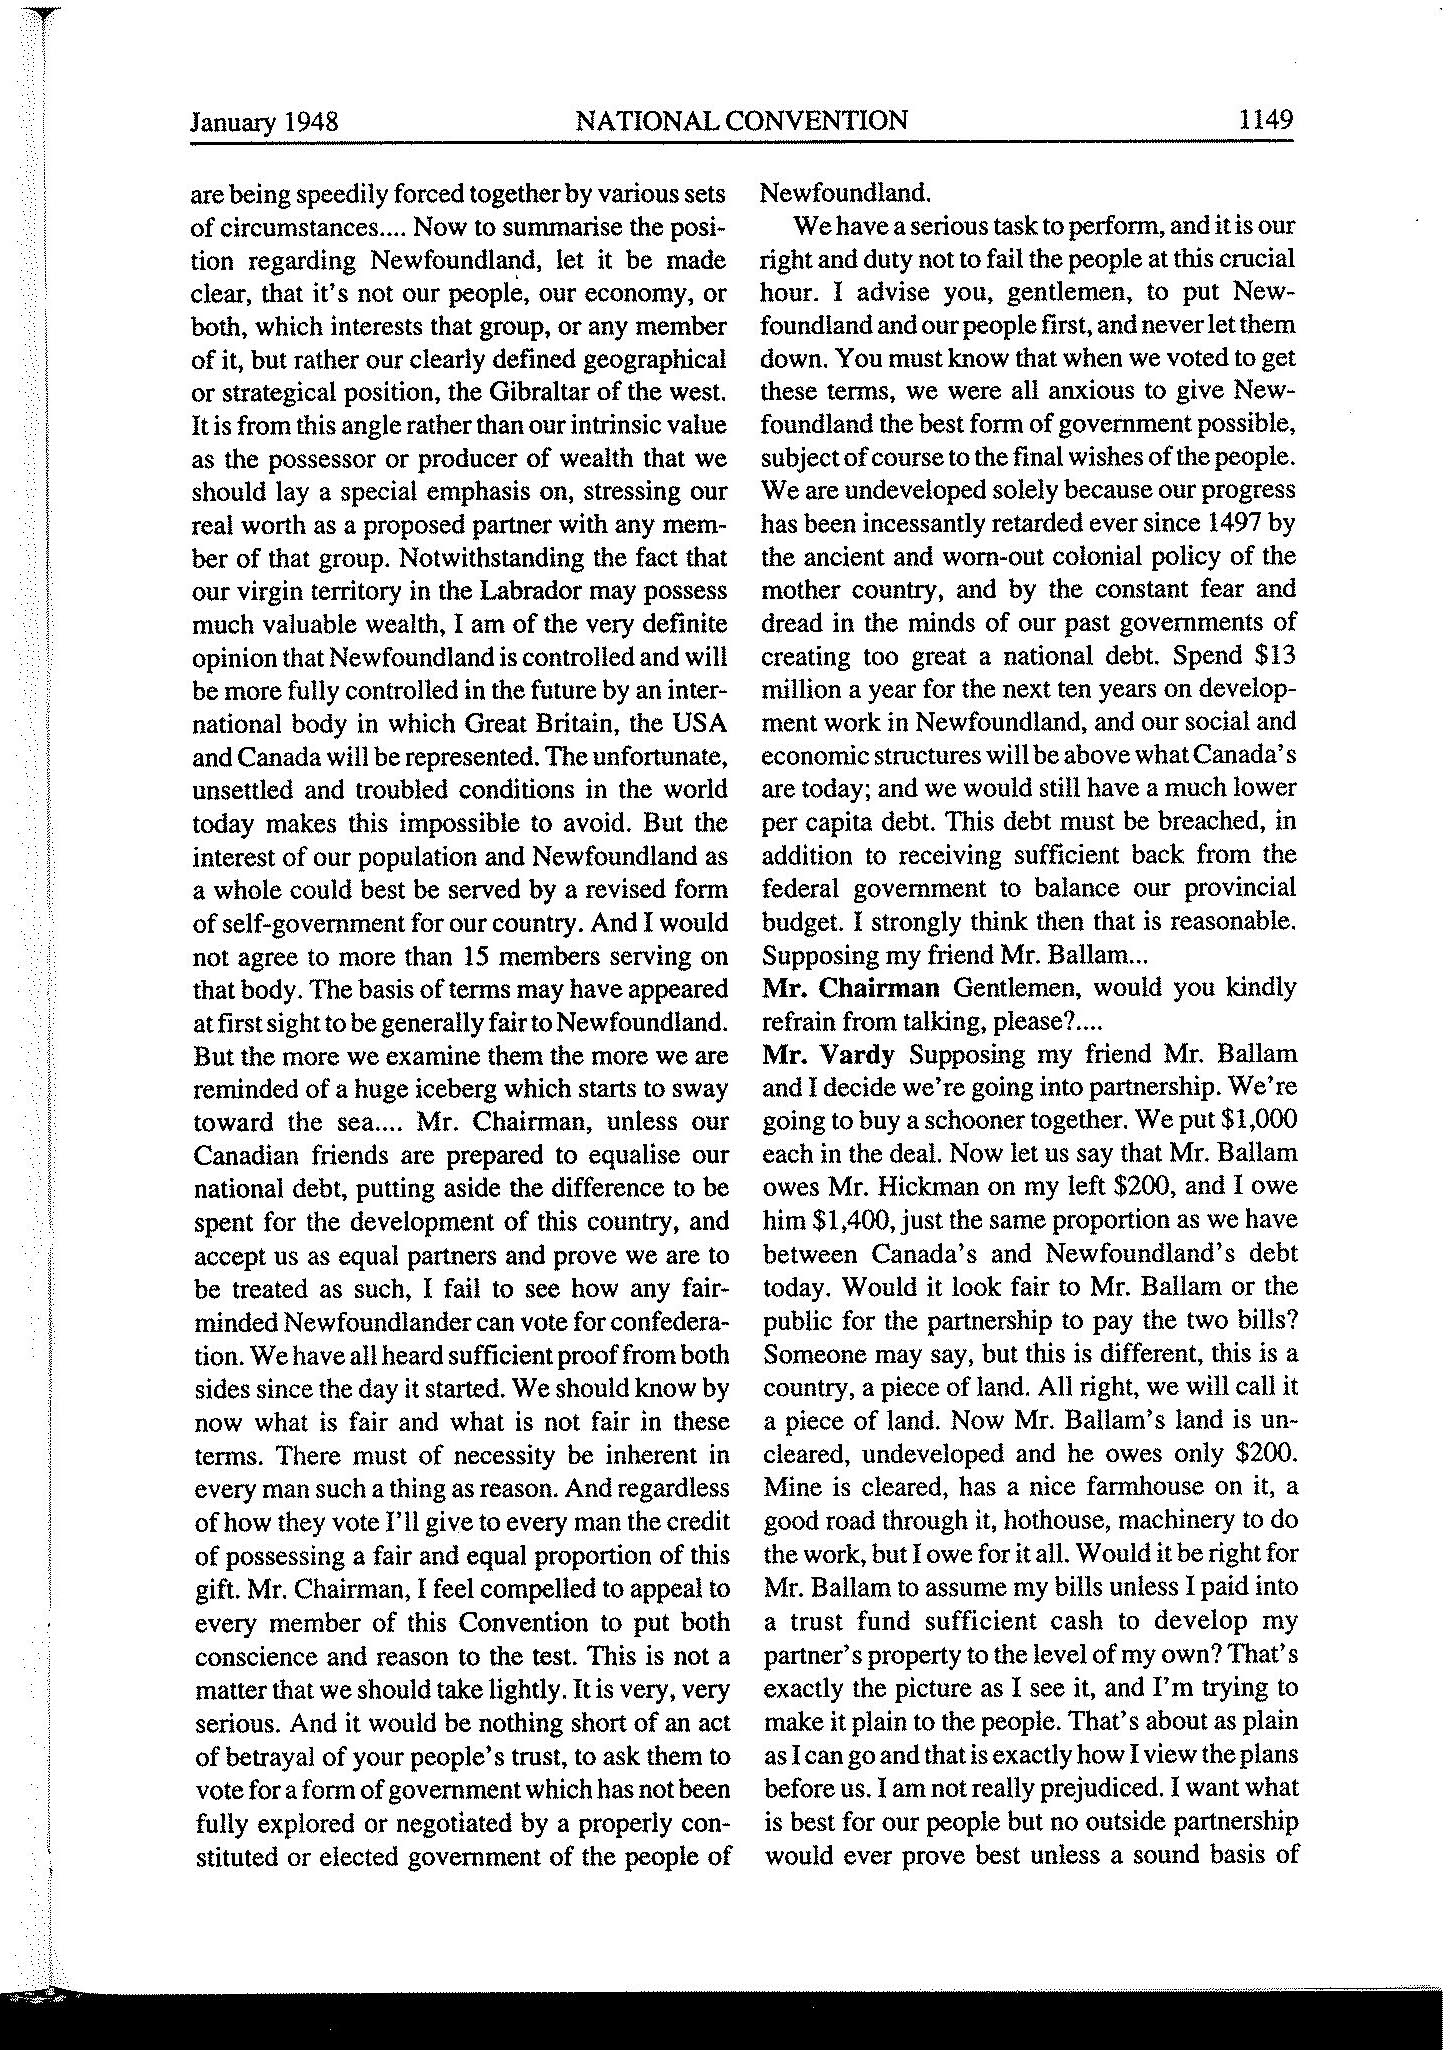 January 1948 NATIONAL CONVENTION 1149
are being speedily forced together by various sets
of circumstances.... Now to summarise the posi-
tion regarding Newfoundland, let it be made
clear, that it's not our people, our economy, or
both, which interests that group, or any member
of it, but rather our clearly defined geographical
or strategical position, the Gibraltar of the west.
It is from this angle rather than our intrinsic value
as the possessor or producer of wealth that we
should lay a special emphasis on, stressing our
real worth as a proposed partner with any mem-
ber of that group. Notwithstanding the fact that
our virgin territory in the Labrador may possess
much valuable wealth, I am of the very definite
opinion that Newfoundland is controlled and will
be more fully controlled in the future by an inter-
national body in which Great Britain, the USA
and Canada will be represented. The unfortunate,
unsettled and troubled conditions in the world
today makes this impossible to avoid. But the
interest of our population and Newfoundland as
a whole could best be served by a revised form
of self-government for our country. And I would
not agree to more than 15 members serving on
that body. The basis of terms may have appeared
at first sight to be generally fair to Newfoundland.
But the more we examine them the more we are
reminded of a huge iceberg which starts to sway
toward the sea.... Mr. Chairman, unless our
Canadian friends are prepared to equalise our
national debt, putting aside the difference to be
spent for the development of this country, and
accept us as equal partners and prove we are to
be treated as such, I fail to see how any fair-
minded Newfoundlander can vote for confedera-
tion. We have all heard sufficient proof from both
sides since the day it started. We should know by
now what is fair and what is not fair in these
terms. There must of necessity be inherent in
every man such a thing as reason. And regardless
of how they vote I'll give to every man the credit
of possessing a fair and equal proportion of this
gift. Mr. Chairman, I feel compelled to appeal to
every member of this Convention to put both
conscience and reason to the test. This is not a
matter that we should take lightly. It is very, very
serious. And it would be nothing short of an act
of betrayal of your people's trust, to ask them to
vote for a form of government which has not been
fully explored or negotiated by a properly con-
stituted or elected government of the people of
Newfoundland.
We have a serious task to perform, and it is our
right and duty not to fail the people at this crucial
hour. I advise you, gentlemen, to put New-
foundland and our people first, and never let them
down. You must know that when we voted to get
these terms, we were all anxious to give New-
foundland the best form of government possible,
subject of course to the final wishes of the people.
We are undeveloped solely because our progress
has been incessantly retarded ever since 1497 by
the ancient and worn-out colonial policy of the
mother country, and by the constant fear and
dread in the minds of our past governments of
creating too great a national debt. Spend $13
million a year for the next ten years on develop-
ment work in Newfoundland, and our social and
economic structures will be above what Canada's
are today; and we would still have a much lower
per capita debt. This debt must be breached, in
addition to receiving sufficient back from the
federal government to balance our provincial
budget. I strongly think then that is reasonable.
Supposing my friend Mr. Ballam...
Mr. Chairman Gentlemen, would you kindly
refrain from talking, please?....
Mr. Vardy Supposing my friend Mr. Ballam
and I decide we're going into partnership. We're
going to buy a schooner together. We put $1,000
each in the deal. Now let us say that Mr. Ballam
owes Mr. Hickman on my left $200, and I owe
him $1,400, just the same proportion as we have
between Canada's and Newfoundland's debt
today. Would it look fair to Mr. Ballam or the
public for the partnership to pay the two bills?
Someone may say, but this is different, this is a
country, a piece of land. All right, we will call it
a piece of land. Now Mr. Ballam's land is un-
cleared, undeveloped and he owes only $200.
Mine is cleared, has a nice farmhouse on it, a
good road through it, hothouse, machinery to do
the work, but I owe for it all. Would it be right for
Mr. Ballam to assume my bills unless I paid into
a trust fund sufficient cash to develop my
partner's property to the level of my own? That's
exactly the picture as I see it, and I'm trying to
make it plain to the people. That's about as plain
as I can go and that is exactly how I view the plans
before us. I am not really prejudiced. I want what
is best for our people but no outside partnership
would ever prove best unless a sound basis of